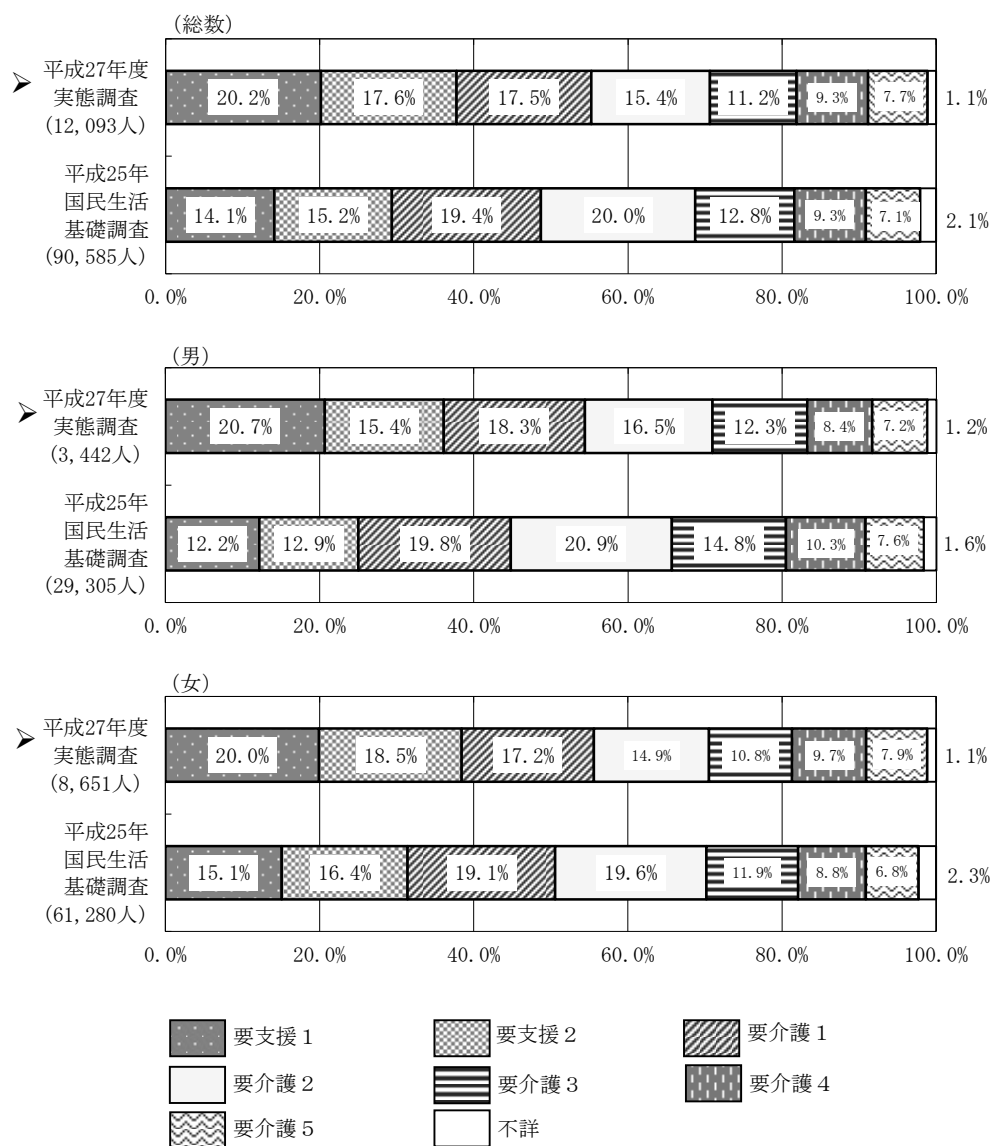 (総数)
➢ 平成27年度
実態調査
(12,093人)
20.2% 17.6% 17.5% 15.4% 11.2% 9.3% 7.7% 1.1%
平成25年
国民生活
基礎調査
(90,585人)
14.1% 15.2% 19.4% 20.0% 12.8% 9.3% 7.1% 2.1%
0.0% 20.0% 40.0% 60.0% 80.0% 100.0%
(男)
➢ 平成27年度
実態調査
(3,442人)
20.7% 15.4% 18.3% 16.5% 12.3% 8.4% 7.2% 1.2%
平成25年
国民生活
基礎調査
(29,305人)
12.2% 12.9% 19.8% 20.9% 14.8% 10.3% 7.6% 1.6%
0.0% 20.0% 40.0% 60.0% 80.0% 100.0%
(女)
➢ 平成27年度
実態調査
(8,651人)
20.0% 18.5% 17.2% 14.9% 10.8% 9.7% 7.9% 1.1%
平成25年
国民生活
基礎調査
(61,280人)
15.1% 16.4% 19.1% 19.6% 11.9% 8.8% 6.8% 2.3%
0.0% 20.0% 40.0% 60.0% 80.0% 100.0%
要支援1 要支援2 要介護1
要介護2 要介護3 要介護4
要介護5 不詳